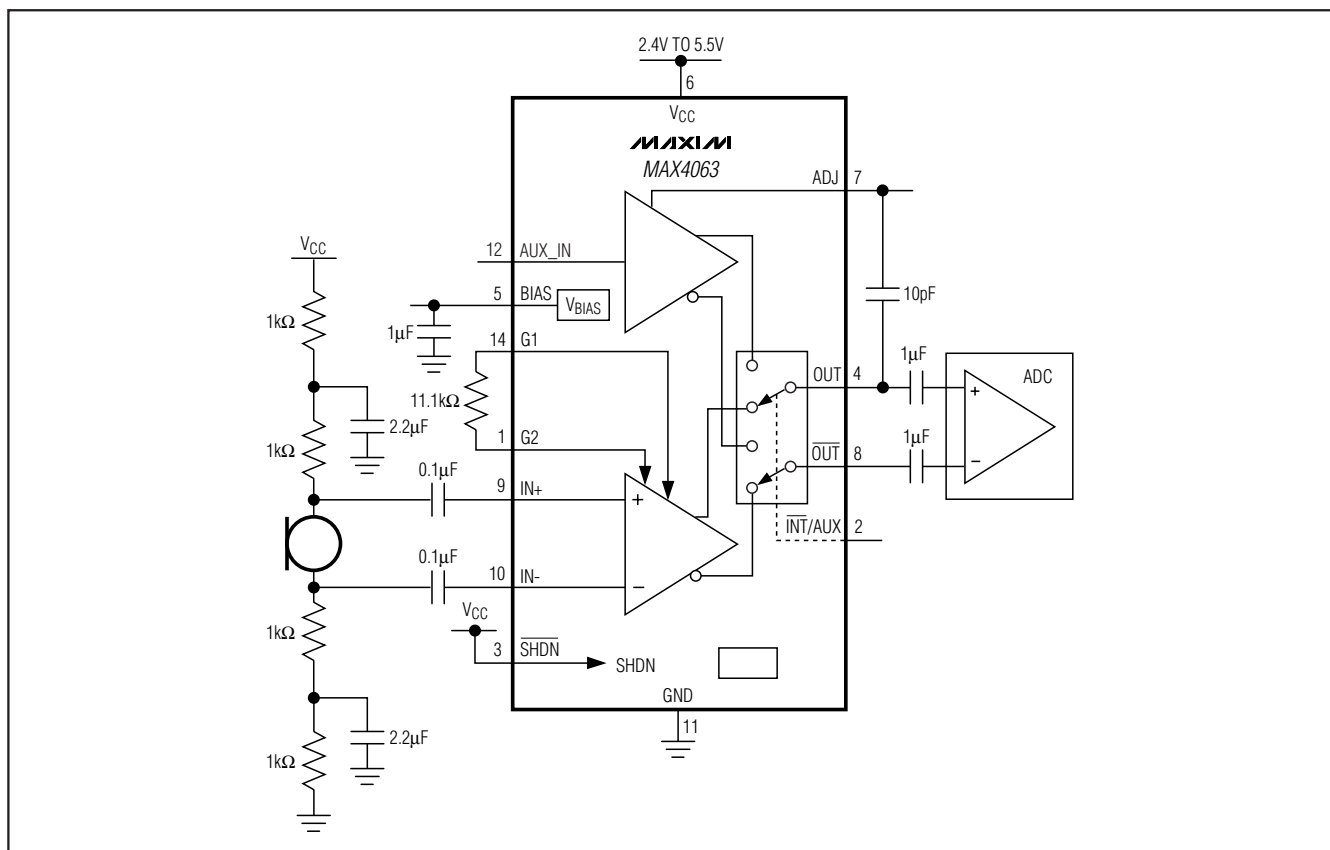 2.4V TO 5.5V
6
VCC
MAXIM
MAX4063
ADJ 7
VCC
12 AUX_IN
5 BIAS
VBIAS
10pF
1kΩ
1µF
14 G1
1µF
ADC
OUT 4
+
11.1kΩ
2.2µF
1kΩ
1 G2
1µF
OUT 8
−
0.1µF
9 IN+
+
INT/AUX 2
0.1µF
10 IN-
−
VCC
1kΩ
3 SHDN
SHDN
GND
11
2.2µF
1kΩ